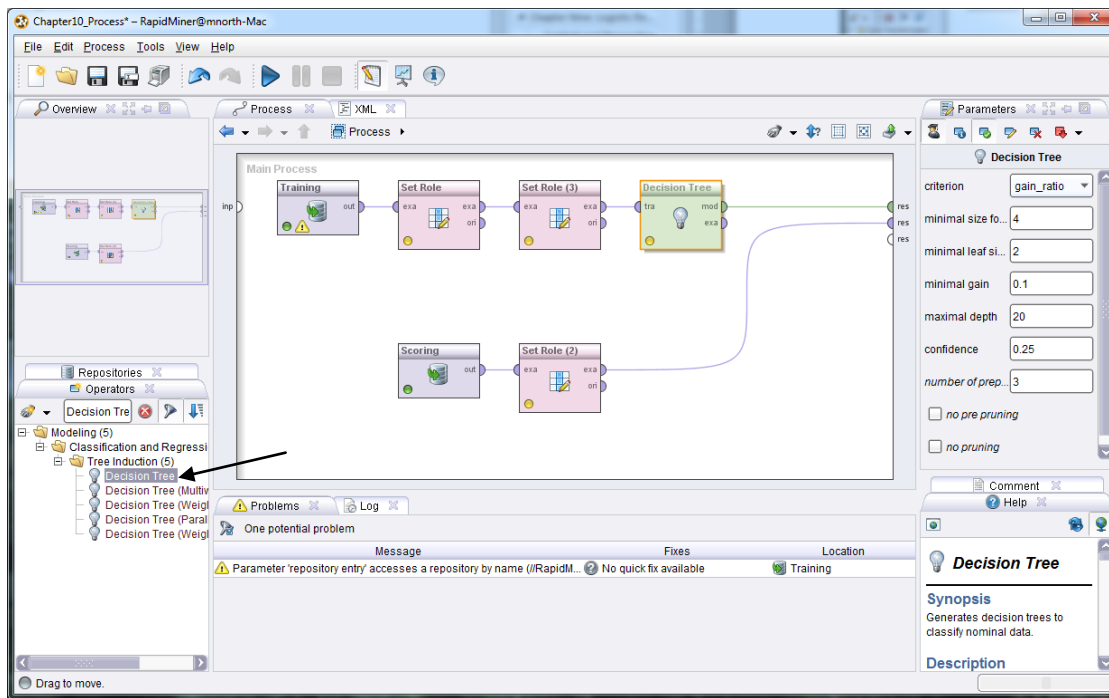 Chapter10_Process* – RapidMiner@mnorth-Mac
File Edit Process Tools View Help
Overview
Process
XML
Parameters
Process
Decision Tree
Main Process
Training
Set Role
Set Role (3)
Decision Tree
inp
out
exa
exa
ori
exa
exa
ori
tra
mod
exa
res
res
res
Scoring
Set Role (2)
out
exa
exa
ori
criterion
gain_ratio
minimal size fo...
4
minimal leaf si...
2
minimal gain
0.1
maximal depth
20
confidence
0.25
number of prep...
3
no pre pruning
no pruning
Repositories
Operators
Decision Tre
Modeling (5)
Classification and Regressi
Tree Induction (5)
Decision Tree
Decision Tree (Multiw
Decision Tree (Weigl
Decision Tree (Paral
Decision Tree (Weigl
Problems
Log
One potential problem
Message
Fixes
Location
Parameter 'repository entry' accesses a repository by name (//RapidM...
No quick fix available
Training
Comment
Help
Decision Tree
Synopsis
Generates decision trees to
classify nominal data.
Description
Drag to move.